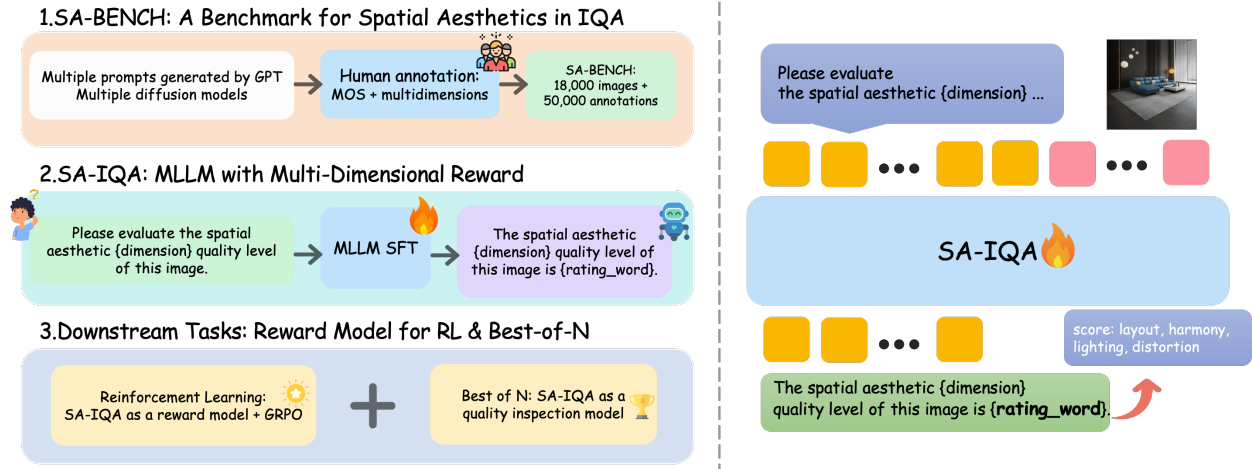 1.SA-BENCH: A Benchmark for Spatial Aesthetics in IQA
Multiple prompts generated by GPT
Multiple diffusion models
Human annotation:
MOS + multidimensions
SA-BENCH:
18,000 images +
50,000 annotations
2.SA-IQA: MLLM with Multi-Dimensional Reward
Please evaluate the spatial
aesthetic {dimension} quality level
of this image.
MLLM SFT
The spatial aesthetic
{dimension} quality level of
this image is {rating_word}.
3.Downstream Tasks: Reward Model for RL & Best-of-N
Reinforcement Learning:
SA-IQA as a reward model + GRPO
Best of N: SA-IQA as a
quality inspection model
Please evaluate
the spatial aesthetic {dimension} ...
SA-IQA
score: layout, harmony,
lighting, distortion
The spatial aesthetic {dimension}
quality level of this image is {rating_word}.